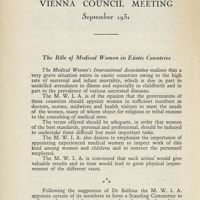 VIENNA COUNCIL MEETING
September 1931
The Rôle of Medical Women in Exotic Countries
The Medical Women's International Association realises that a
very grave situation exists in exotic countries owing to the high
rate of maternal and infant mortality, which is due in part to
unskilled attendance in illness and especially in childbirth and in
part to the prevalence of various tropical diseases.
The M. W. I. A. is of the opinion that the governments of
these countries should appoint women in sufficient numbers as
doctors, nurses, midwives and health visitors to meet the needs
of the women, many of whom object for religious or tribal reasons
to the consulting of medical men.
The terms offered should be adequate, in order that women
of the best standards, personal and professional, should be induced
to undertake these difficult but most important tasks.
The M. W. I. A. also desires to emphasise the importance of
appointing experienced medical women to inspect work of this
kind among women and children and to instruct the personnel
employed.
The M. W. I. A. is convinced that such action would give
valuable results and in time would lead to great physical improve-
ment of the different races.
Following the suggestion of Dr Balfour the M. W. I. A.
appoints certain of its members to form a Standing Committee to